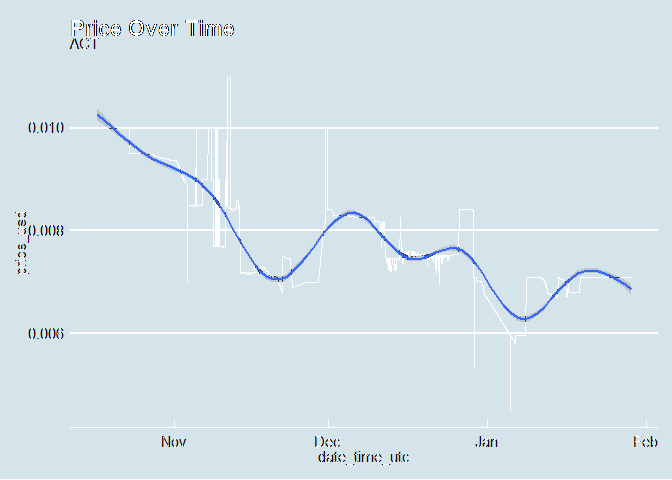 Price Over Time
ACT
0.010
0.008
0.006
price_usd
Nov
Dec
Jan
Feb
date_time_utc